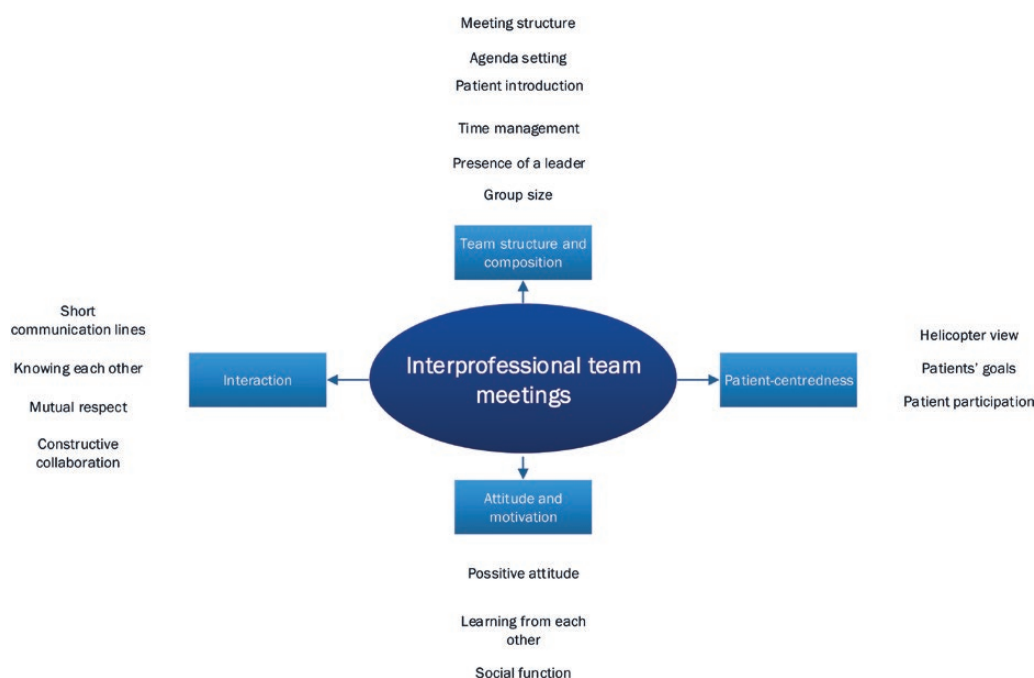 Meeting structure
Agenda setting
Patient introduction
Time management
Presence of a leader
Group size
Team structure and
composition
Short
communication lines
Knowing each other
Mutual respect
Constructive
collaboration
Interaction
Interprofessional team
meetings
Patient-centredness
Helicopter view
Patients' goals
Patient participation
Attitude and
motivation
Possitive attitude
Learning from each
other
Social function